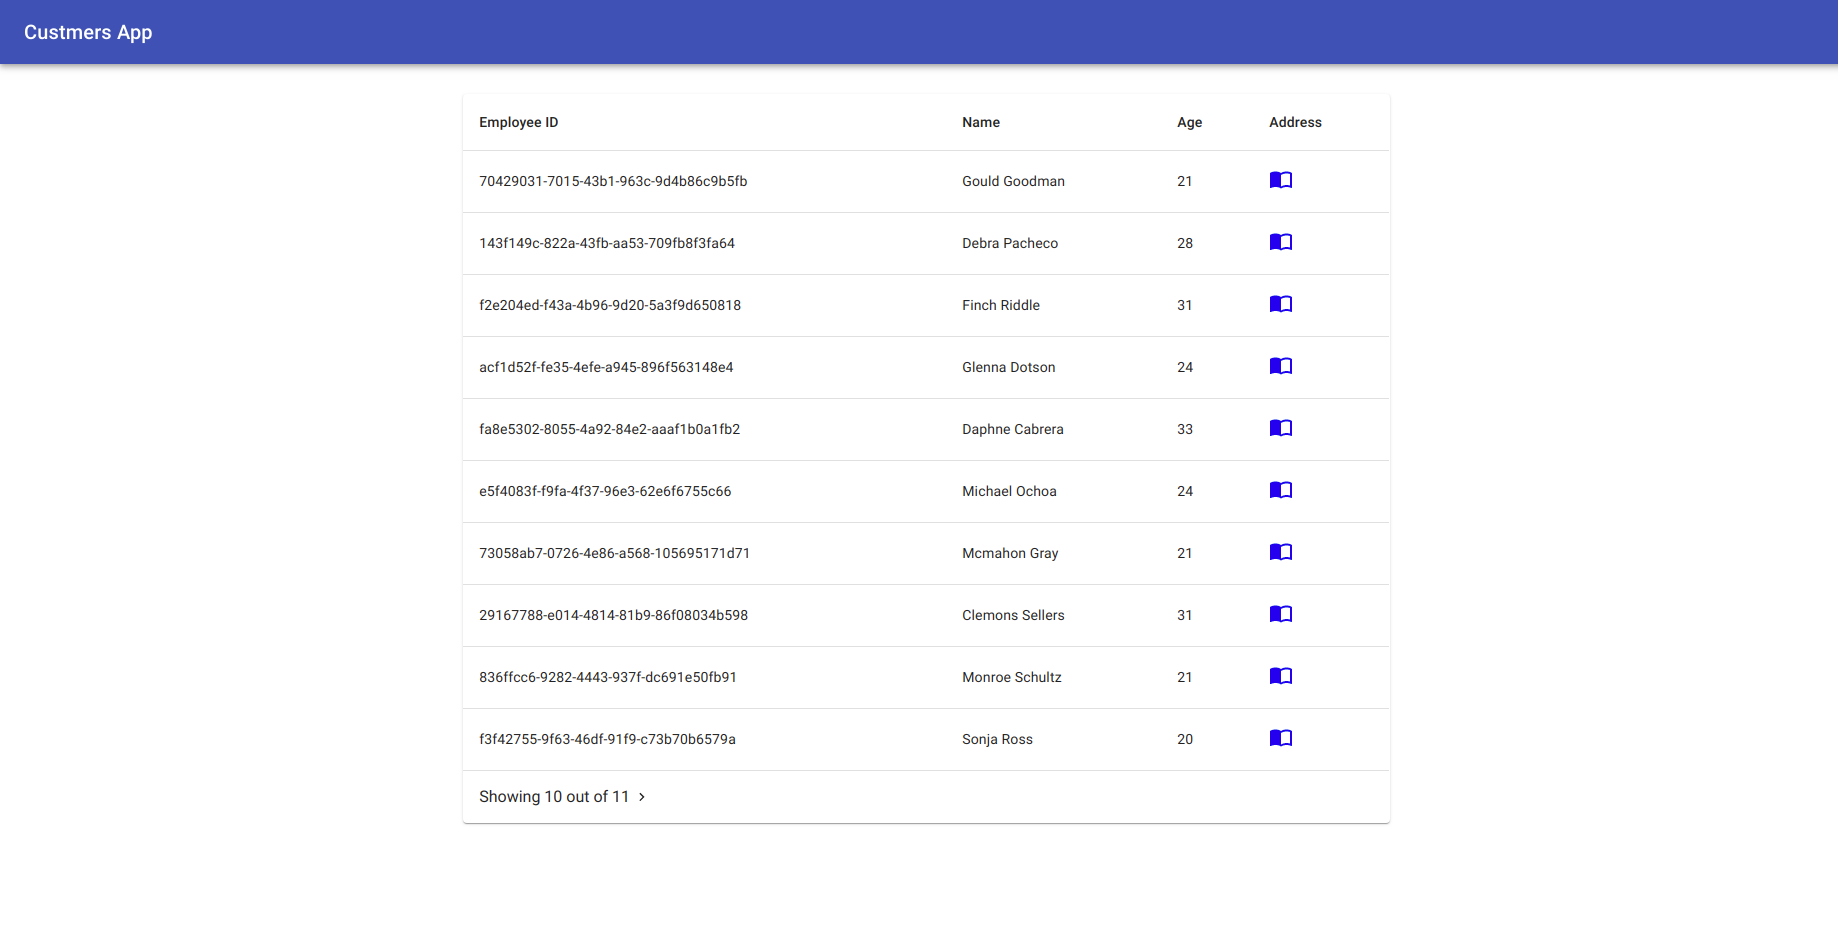 Custmers App
Employee ID Name Age Address
70429031-7015-43b1-963c-9d4b86c9b5fb Gould Goodman 21
143f149c-822a-43fb-aa53-709fb8f3fa64 Debra Pacheco 28
f2e204ed-f43a-4b96-9d20-5a3f9d650818 Finch Riddle 31
acf1d52f-fe35-4efe-a945-896f563148e4 Glenna Dotson 24
fa8e5302-8055-4a92-84e2-aaaf1b0a1fb2 Daphne Cabrera 33
e5f4083f-f9fa-4f37-96e3-62e6f6755c66 Michael Ochoa 24
73058ab7-0726-4e86-a568-105695171d71 Mcmahon Gray 21
29167788-e014-4814-81b9-86f08034b598 Clemons Sellers 31
836ffcc6-9282-4443-937f-dc691e50fb91 Monroe Schultz 21
f3f42755-9f63-46df-91f9-c73b70b6579a Sonja Ross 20
Showing 10 out of 11